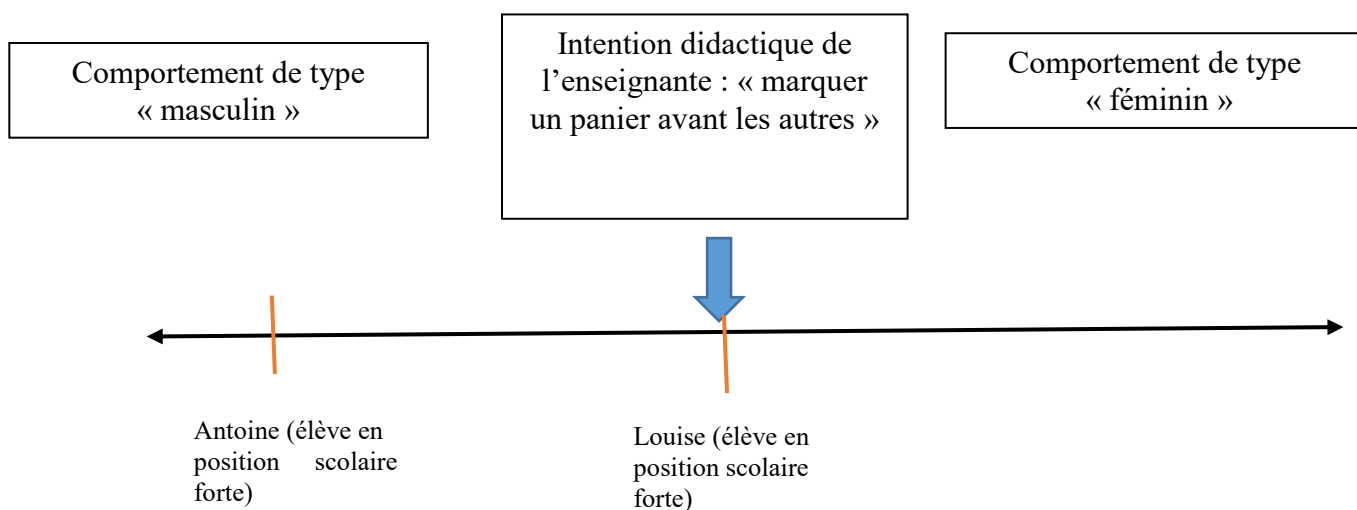 Comportement de type
« masculin »
Intention didactique de
l’enseignante : « marquer
un panier avant les autres »
Comportement de type
« féminin »
Antoine (élève en
position scolaire
forte)
Louise (élève en
position scolaire
forte)